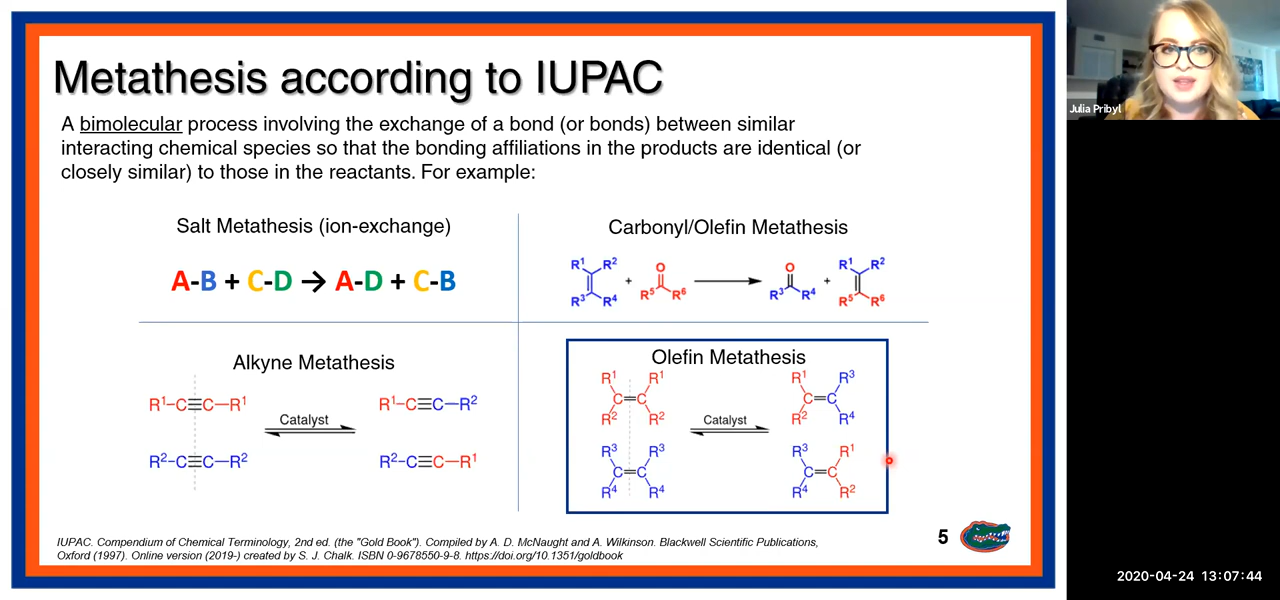 Metathesis according to IUPAC
A bimolecular process involving the exchange of a bond (or bonds) between similar
interacting chemical species so that the bonding affiliations in the products are identical (or
closely similar) to those in the reactants. For example:
Salt Metathesis (ion-exchange)
A-B + C-D → A-D + C-B
Carbonyl/Olefin Metathesis
R¹ R² O O R¹ R²
+ → +
R³ R⁴ R⁵ R⁶ R³ R⁴ R⁵ R⁶
Alkyne Metathesis
R¹–C≡C–R¹ R¹–C≡C–R²
Catalyst
R²–C≡C–R² R²–C≡C–R¹
Olefin Metathesis
R¹ R¹ R¹ R³
C=C C=C
R² R² R² R⁴
Catalyst
R³ R³ R³ R¹
C=C C=C
R⁴ R⁴ R⁴ R²
IUPAC. Compendium of Chemical Terminology, 2nd ed. (the "Gold Book"). Compiled by A. D. McNaught and A. Wilkinson. Blackwell Scientific Publications,
Oxford (1997). Online version (2019-) created by S. J. Chalk. ISBN 0-9678550-9-8. https://doi.org/10.1351/goldbook
5
Julia Pribyl
2020-04-24 13:07:44